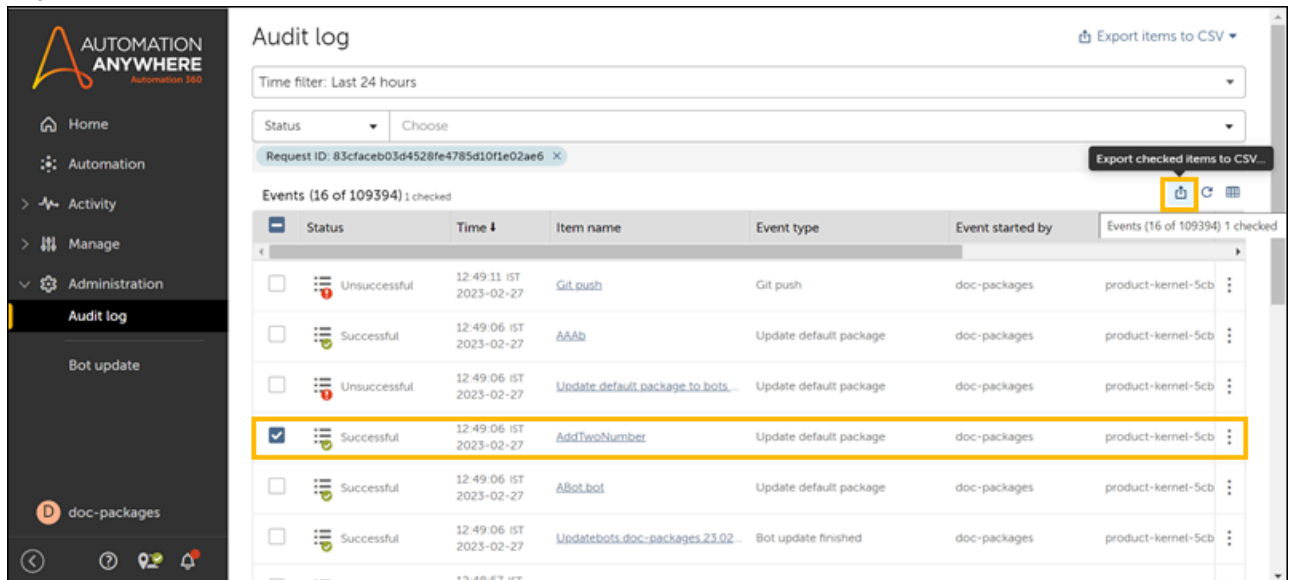 AUTOMATION
ANYWHERE
Automation 360
Home
Automation
Activity
Manage
Administration
Audit log
Bot update
D doc-packages
Audit log
Export items to CSV
Time filter: Last 24 hours
Status Choose
Request ID: 83cfaceb03d4528fe4785d10f1e02ae6 ×
Export checked items to CSV...
Events (16 of 109394) 1 checked
Status Time Item name Event type Event started by
Events (16 of 109394) 1 checked
Unsuccessful 12:49:11 IST 2023-02-27 Git push Git push doc-packages product-kernel-5cb
Successful 12:49:06 IST 2023-02-27 AAAb Update default package doc-packages product-kernel-5cb
Unsuccessful 12:49:06 IST 2023-02-27 Update default package to bots... Update default package doc-packages product-kernel-5cb
Successful 12:49:06 IST 2023-02-27 AddTwoNumber Update default package doc-packages product-kernel-5cb
Successful 12:49:06 IST 2023-02-27 ABot.bot Update default package doc-packages product-kernel-5cb
Successful 12:49:06 IST 2023-02-27 Updatebots.doc-packages.23.02... Bot update finished doc-packages product-kernel-5cb